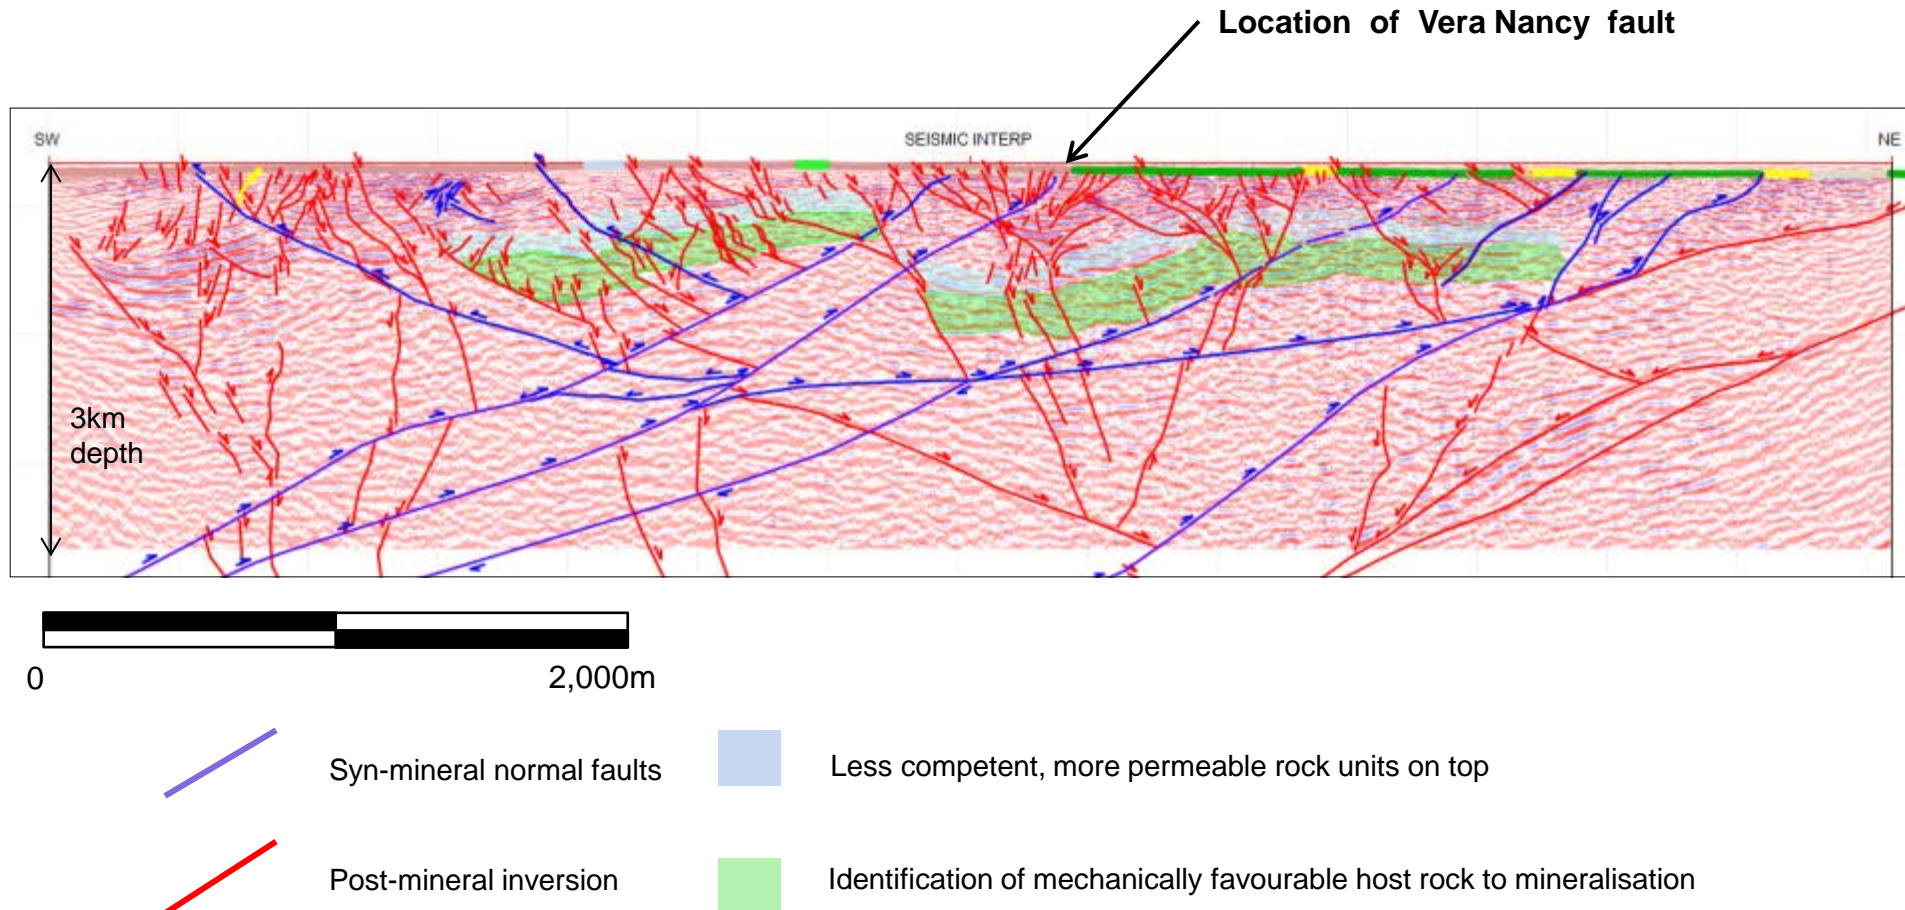 Location of Vera Nancy fault
SW
SEISMIC INTERP
NE
3km
depth
0
2,000m
Syn-mineral normal faults
Less competent, more permeable rock units on top
Post-mineral inversion
Identification of mechanically favourable host rock to mineralisation